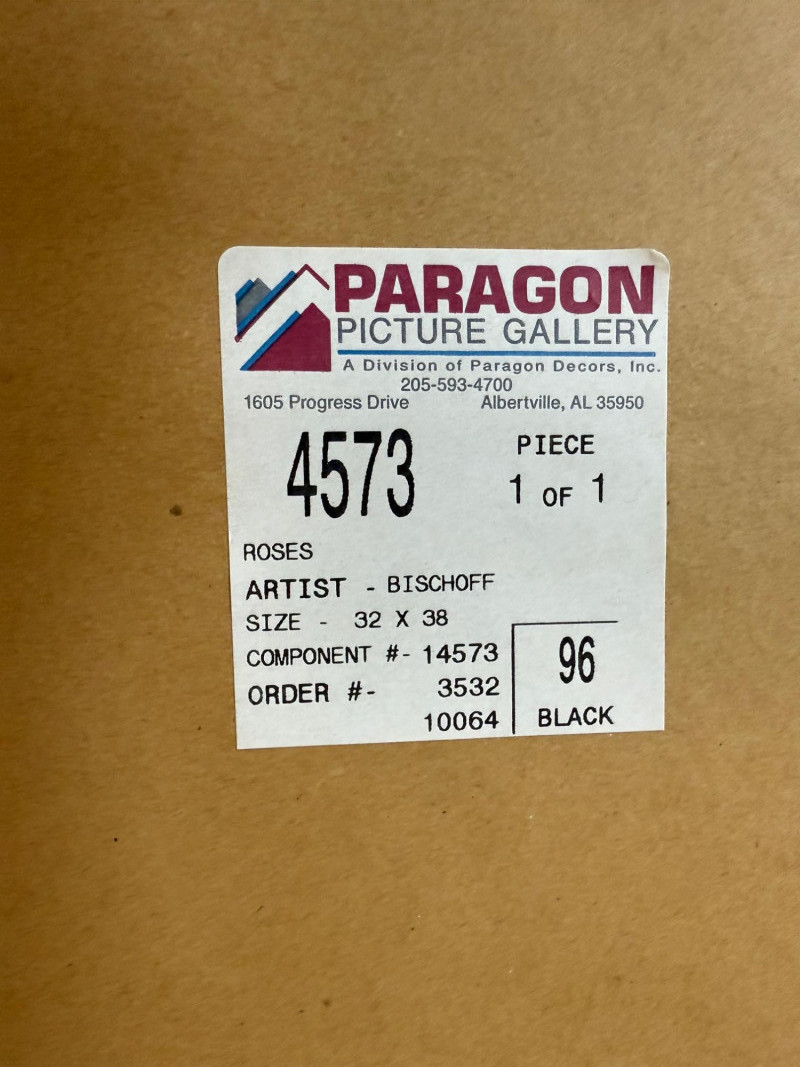 PARAGON
PICTURE GALLERY
A Division of Paragon Decors, Inc.
205-593-4700
1605 Progress Drive Albertville, AL 35950
4573 PIECE
1 OF 1
ROSES
ARTIST - BISCHOFF
SIZE - 32 X 38
COMPONENT #- 14573 96
ORDER #- 3532
10064 BLACK